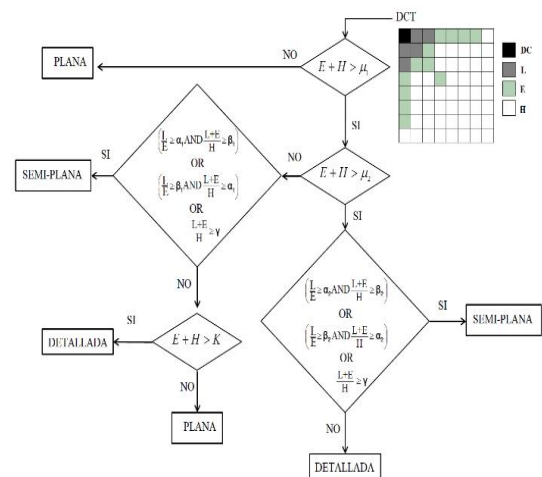 DCT
DC
L
E
H
NO
PLANA
E + H > μ₁
SI
NO
E + H > μ₂
SI
SI
SEMI-PLANA
(L/E ≥ α₁ AND L+E/H ≥ β₁)
OR
(L/E ≥ β₁ AND L+E/H ≥ α₁)
OR
L+E/H ≥ γ
NO
SI
DETALLADA
E + H > K
NO
PLANA
(L/E ≥ α₂ AND L+E/H ≥ β₂)
OR
(L/E ≥ β₂ AND L+E/H ≥ α₂)
OR
L+E/H ≥ γ
SI
SEMI-PLANA
NO
DETALLADA